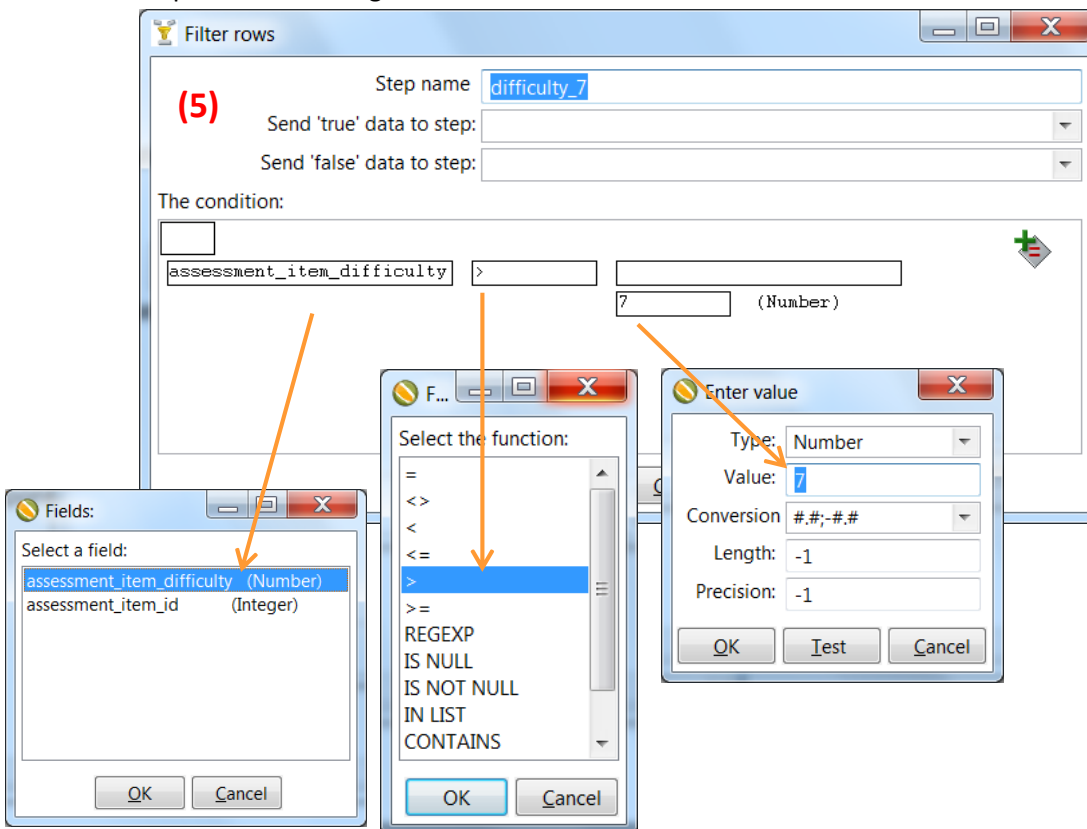 Filter rows
(5)
Step name difficulty_7
Send 'true' data to step:
Send 'false' data to step:
The condition:
assessment_item_difficulty >
7 (Number)
F...
Select the function:
=
<>
<
<=
>
>=
REGEXP
IS NULL
IS NOT NULL
IN LIST
CONTAINS
OK Cancel
Enter value
Type: Number
Value: 7
Conversion #.#;-#.#
Length: -1
Precision: -1
OK Test Cancel
Fields:
Select a field:
assessment_item_difficulty (Number)
assessment_item_id (Integer)
OK Cancel